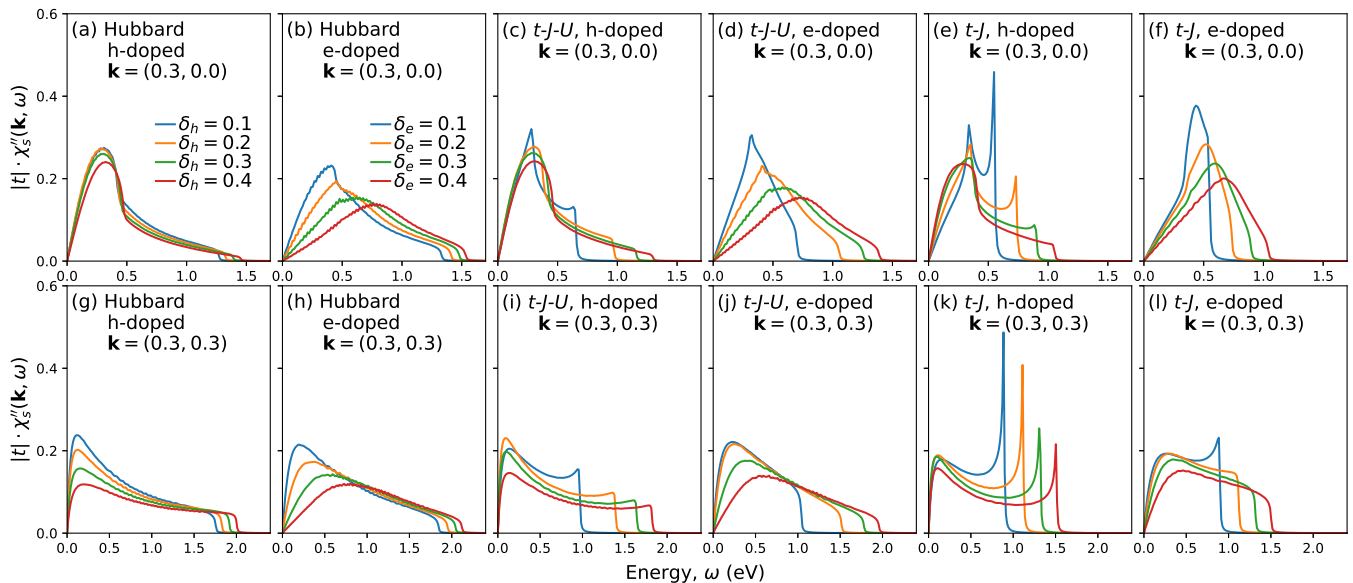 0.6
0.4
0.2
0.0
|t| · χ″ₛ(k, ω)
(a) Hubbard
h-doped
k = (0.3, 0.0)
δₕ = 0.1
δₕ = 0.2
δₕ = 0.3
δₕ = 0.4
0.0 0.5 1.0 1.5
(b) Hubbard
e-doped
k = (0.3, 0.0)
δₑ = 0.1
δₑ = 0.2
δₑ = 0.3
δₑ = 0.4
0.0 0.5 1.0 1.5
(c) t-J-U, h-doped
k = (0.3, 0.0)
0.0 0.5 1.0 1.5
(d) t-J-U, e-doped
k = (0.3, 0.0)
0.0 0.5 1.0 1.5
(e) t-J, h-doped
k = (0.3, 0.0)
0.0 0.5 1.0 1.5
(f) t-J, e-doped
k = (0.3, 0.0)
0.0 0.5 1.0 1.5
0.6
0.4
0.2
0.0
|t| · χ″ₛ(k, ω)
(g) Hubbard
h-doped
k = (0.3, 0.3)
0.0 0.5 1.0 1.5 2.0
(h) Hubbard
e-doped
k = (0.3, 0.3)
0.0 0.5 1.0 1.5 2.0
(i) t-J-U, h-doped
k = (0.3, 0.3)
0.0 0.5 1.0 1.5 2.0
(j) t-J-U, e-doped
k = (0.3, 0.3)
0.0 0.5 1.0 1.5 2.0
(k) t-J, h-doped
k = (0.3, 0.3)
0.0 0.5 1.0 1.5 2.0
(l) t-J, e-doped
k = (0.3, 0.3)
0.0 0.5 1.0 1.5 2.0
Energy, ω (eV)